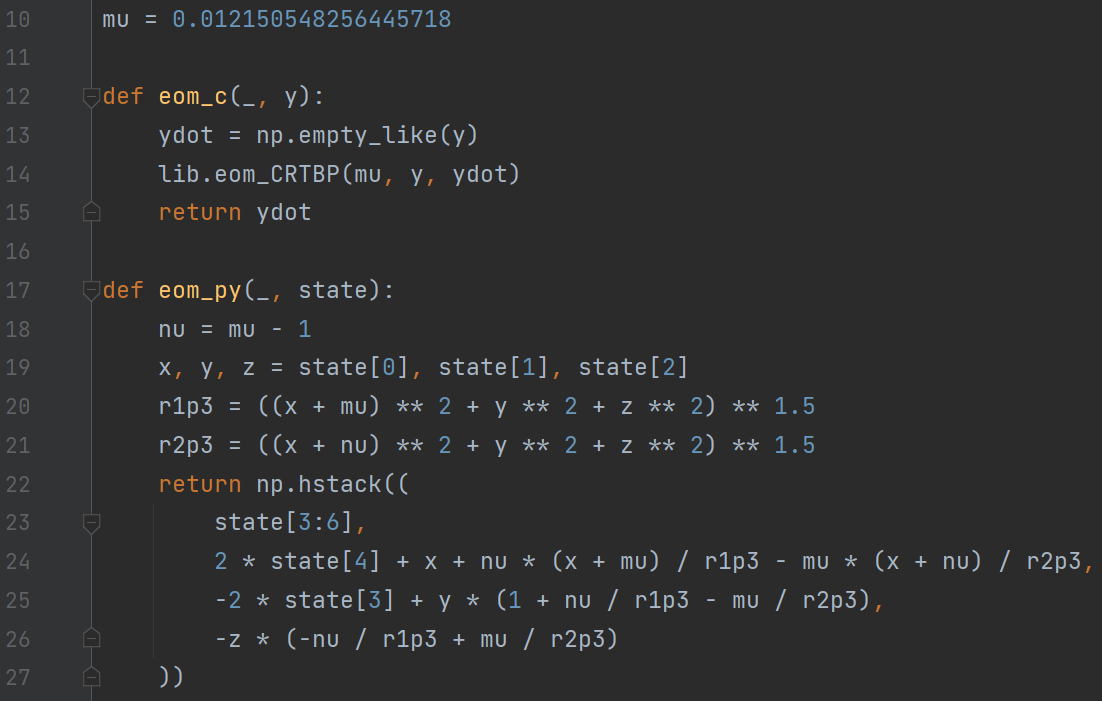 10 mu = 0.012150548256445718
11
12 def eom_c(_, y):
13     ydot = np.empty_like(y)
14     lib.eom_CRTBP(mu, y, ydot)
15     return ydot
16
17 def eom_py(_, state):
18     nu = mu - 1
19     x, y, z = state[0], state[1], state[2]
20     r1p3 = ((x + mu) ** 2 + y ** 2 + z ** 2) ** 1.5
21     r2p3 = ((x + nu) ** 2 + y ** 2 + z ** 2) ** 1.5
22     return np.hstack((
23         state[3:6],
24         2 * state[4] + x + nu * (x + mu) / r1p3 - mu * (x + nu) / r2p3,
25         -2 * state[3] + y * (1 + nu / r1p3 - mu / r2p3),
26         -z * (-nu / r1p3 + mu / r2p3)
27     ))